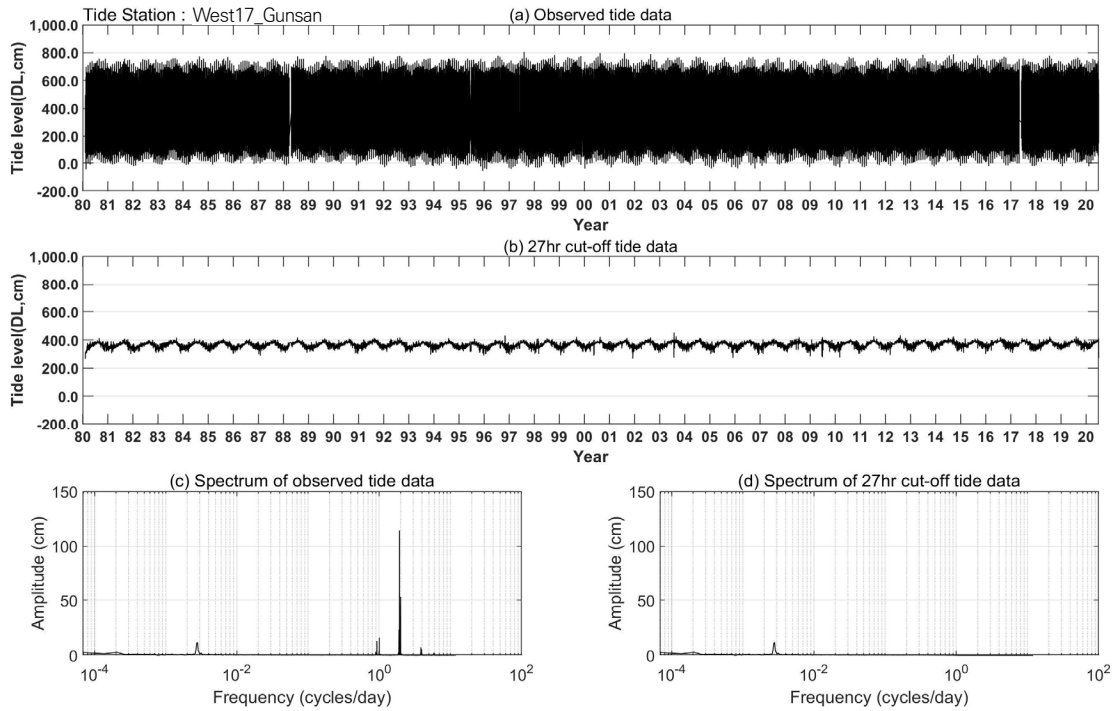 Tide Station : West17_Gunsan
(a) Observed tide data
1,000.0
800.0
600.0
400.0
200.0
0.0
-200.0
Tide level(DL,cm)
80 81 82 83 84 85 86 87 88 89 90 91 92 93 94 95 96 97 98 99 00 01 02 03 04 05 06 07 08 09 10 11 12 13 14 15 16 17 18 19 20
Year
(b) 27hr cut-off tide data
1,000.0
800.0
600.0
400.0
200.0
0.0
-200.0
Tide level(DL,cm)
80 81 82 83 84 85 86 87 88 89 90 91 92 93 94 95 96 97 98 99 00 01 02 03 04 05 06 07 08 09 10 11 12 13 14 15 16 17 18 19 20
Year
(c) Spectrum of observed tide data
150
100
50
0
Amplitude (cm)
10^-4 10^-2 10^0 10^2
Frequency (cycles/day)
(d) Spectrum of 27hr cut-off tide data
150
100
50
0
Amplitude (cm)
10^-4 10^-2 10^0 10^2
Frequency (cycles/day)